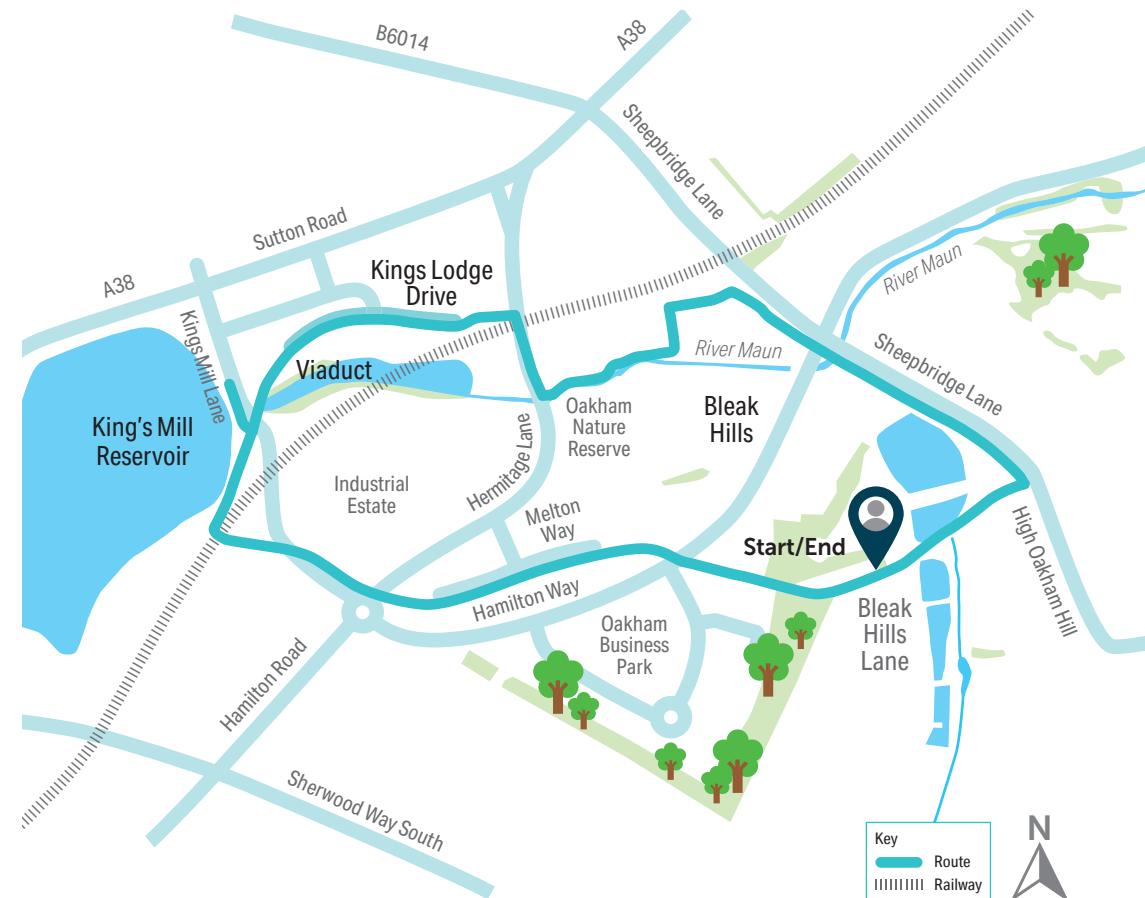 B6014
A38
Sheepbridge Lane
Sutton Road
A38
Kings Lodge
Drive
River Maun
Kings Mill Lane
Viaduct
River Maun
Sheepbridge Lane
King's Mill
Reservoir
Bleak
Hills
Oakham
Nature
Reserve
Hermitage Lane
Industrial
Estate
Melton
Way
Start/End
High Oakham Hill
Hamilton Way
Bleak
Hills
Lane
Oakham
Business
Park
Hamilton Road
Sherwood Way South
Key
Route
Railway
N